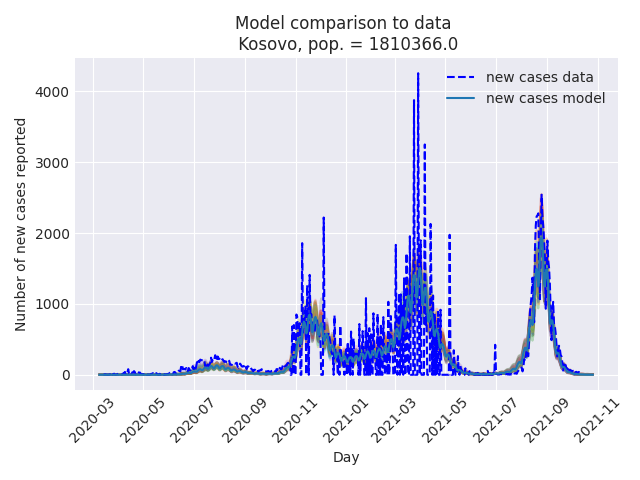 Model comparison to data
Kosovo, pop. = 1810366.0
new cases data
new cases model
Number of new cases reported
4000
3000
2000
1000
0
2020-03
2020-05
2020-07
2020-09
2020-11
2021-01
2021-03
2021-05
2021-07
2021-09
2021-11
Day